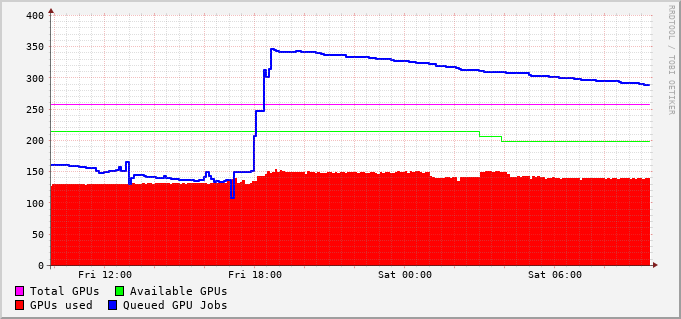 400
350
300
250
200
150
100
50
0
Fri 12:00 Fri 18:00 Sat 00:00 Sat 06:00
Total GPUs Available GPUs
GPUs used Queued GPU Jobs
RRDTOOL / TOBI OETIKER